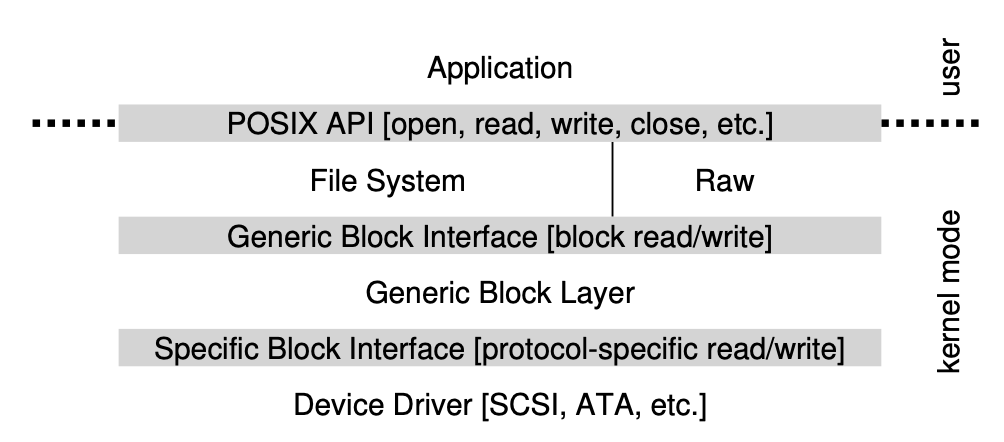 Application
user
POSIX API [open, read, write, close, etc.]
File System
Raw
Generic Block Interface [block read/write]
Generic Block Layer
kernel mode
Specific Block Interface [protocol-specific read/write]
Device Driver [SCSI, ATA, etc.]